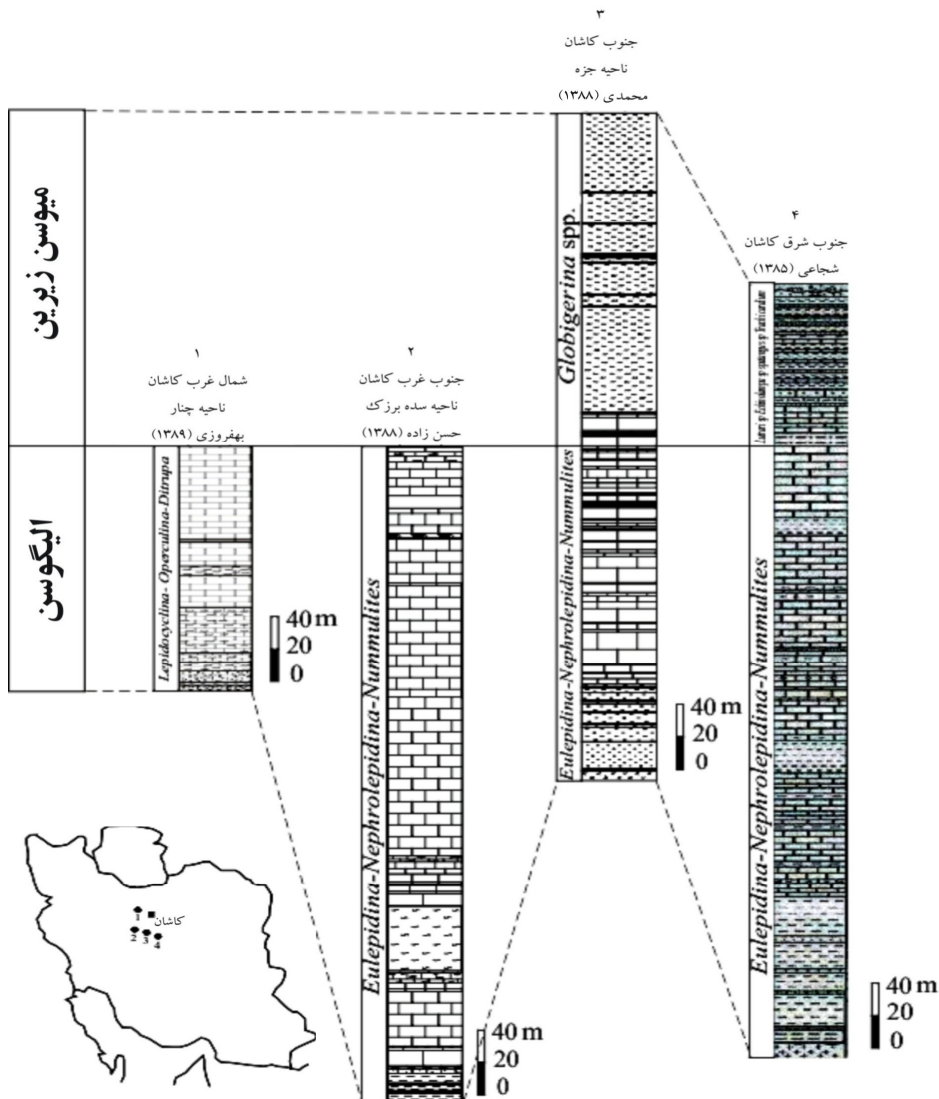 ۳
جنوب کاشان
ناحیه جزه
محمدی (۱۳۸۸)
۴
جنوب شرق کاشان
شجاعی (۱۳۸۵)
۱
شمال غرب کاشان
ناحیه چنار
بهفروزی (۱۳۸۹)
۲
جنوب غرب کاشان
ناحیه سده برزک
حسن زاده (۱۳۸۸)
میوسن زیرین
الیگوسن
Lepidocyclina- Operculina-Ditrupa
Eulepidina-Nephrolepidina-Nummulites
Globigerina spp.
Eulepidina-Nephrolepidina-Nummulites
Eulepidina-Nephrolepidina-Nummulites
40 m
20
0
40 m
20
0
40 m
20
0
40 m
20
0
کاشان
1
2
3
4